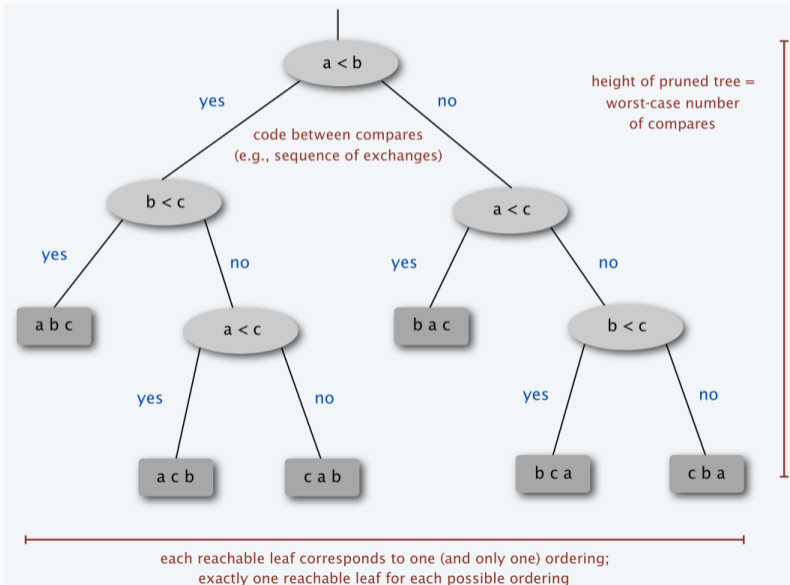 a < b
height of pruned tree =
worst-case number
of compares
yes
no
code between compares
(e.g., sequence of exchanges)
b < c
a < c
yes
no
yes
no
a b c
a < c
b a c
b < c
yes
no
yes
no
a c b
c a b
b c a
c b a
each reachable leaf corresponds to one (and only one) ordering;
exactly one reachable leaf for each possible ordering